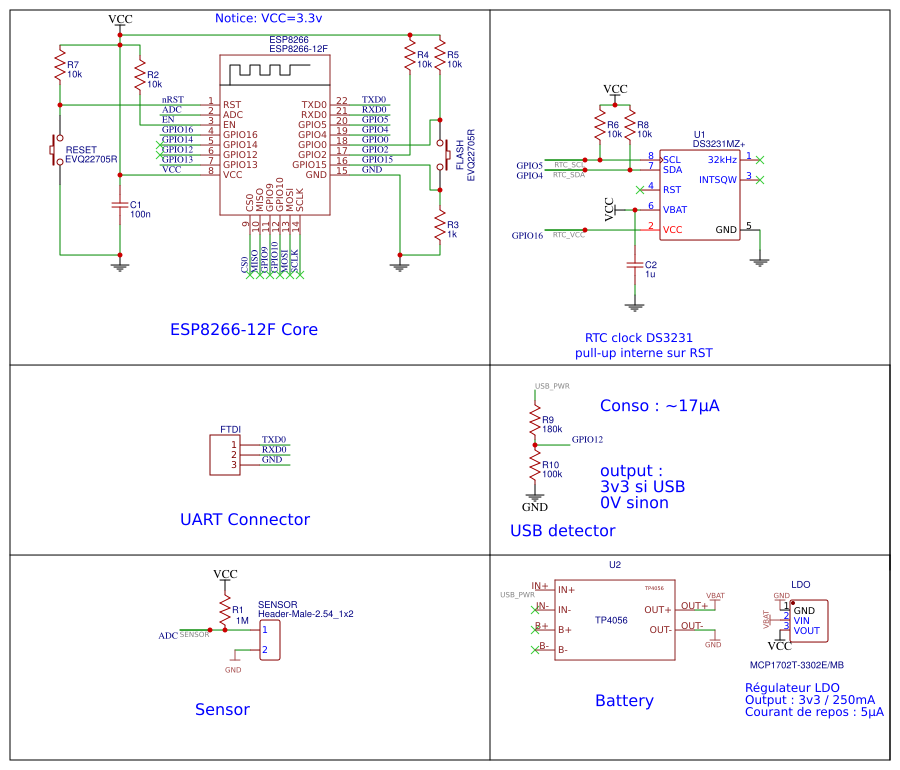 Notice: VCC=3.3v
VCC
ESP8266
ESP8266-12F
R7
10k
R2
10k
R4
10k
R5
10k
nRST
ADC
EN
GPIO16
GPIO14
GPIO12
GPIO13
VCC
1
2
3
4
5
6
7
8
RST
ADC
EN
GPIO16
GPIO14
GPIO12
GPIO13
VCC
TXD0
RXD0
GPIO5
GPIO4
GPIO0
GPIO2
GPIO15
GND
22
21
20
19
18
17
16
15
TXD0
RXD0
GPIO5
GPIO4
GPIO0
GPIO2
GPIO15
GND
RESET
EVQ22705R
FLASH
EVQ22705R
C1
100n
R3
1k
CS0
MISO
GPIO9
GPIO10
MOSI
SCLK
9
10
11
12
13
14
CS0
MISO
GPIO9
GPIO10
MOSI
SCLK
ESP8266-12F Core
VCC
R6
10k
R8
10k
U1
DS3231MZ+
GPIO5
RTC_SCL
GPIO4
RTC_SDA
8
SCL
7
SDA
4
RST
6
VBAT
2
VCC
32kHz
1
INTSQW
3
GND
5
VCC
GPIO16
RTC_VCC
C2
1u
RTC clock DS3231
pull-up interne sur RST
FTDI
1
2
3
TXD0
RXD0
GND
UART Connector
USB_PWR
R9
180k
GPIO12
R10
100k
GND
Conso : ~17µA
output :
3v3 si USB
0V sinon
USB detector
VCC
R1
1M
SENSOR
Header-Male-2.54_1x2
ADC
SENSOR
1
2
GND
Sensor
U2
USB_PWR
IN+
IN-
B+
B-
IN+
IN-
B+
B-
TP4056
TP4056
OUT+
OUT-
OUT+
OUT-
VBAT
GND
LDO
GND
VBAT
VCC
1
2
3
GND
VIN
VOUT
MCP1702T-3302E/MB
Battery
Régulateur LDO
Output : 3v3 / 250mA
Courant de repos : 5µA